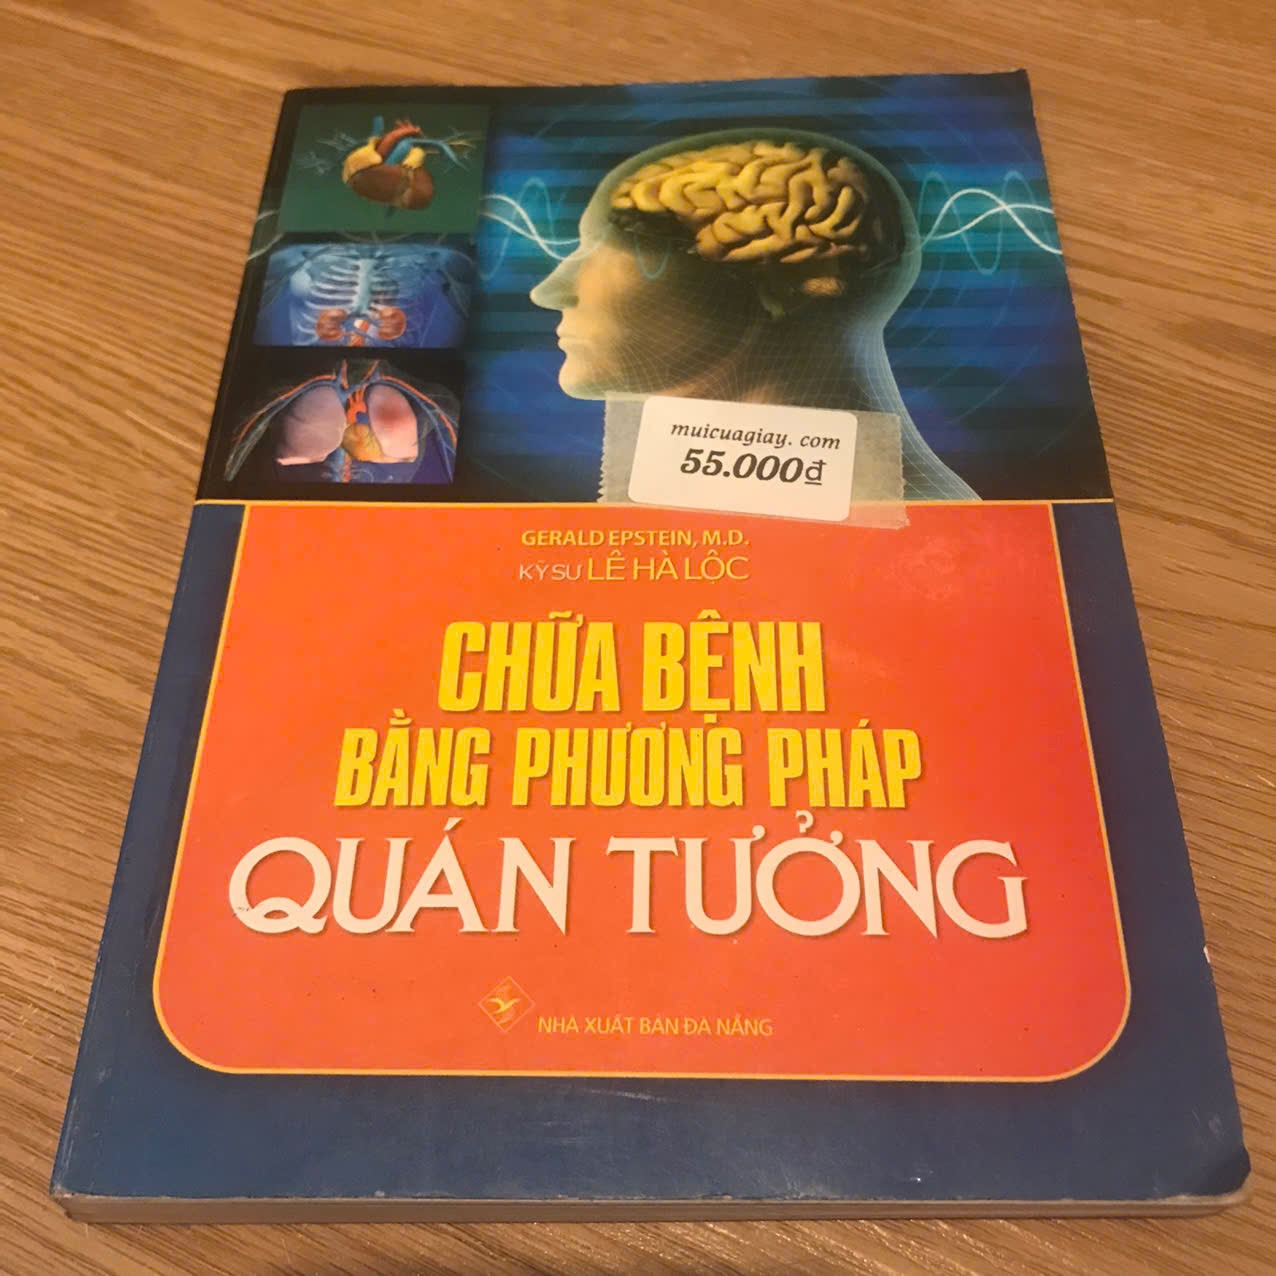 muicuagiay. com
55.000đ
GERALD EPSTEIN, M.D.
KỸ SƯ LÊ HÀ LỘC
CHỮA BỆNH
BẰNG PHƯƠNG PHÁP
QUÁN TƯỞNG
NHÀ XUẤT BẢN ĐÀ NẴNG